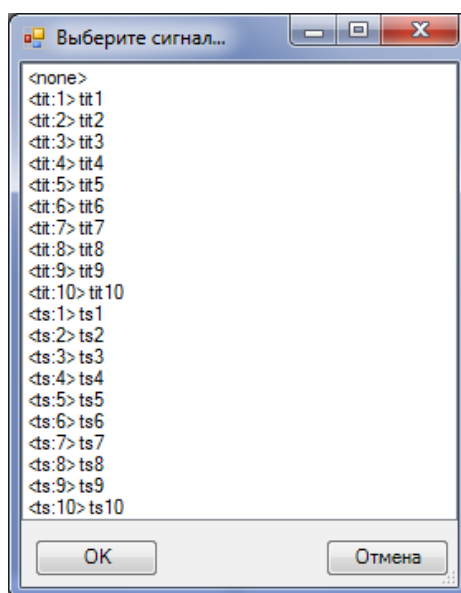 Выберите сигнал...
<none>
<tit:1> tit1
<tit:2> tit2
<tit:3> tit3
<tit:4> tit4
<tit:5> tit5
<tit:6> tit6
<tit:7> tit7
<tit:8> tit8
<tit:9> tit9
<tit:10> tit10
<ts:1> ts1
<ts:2> ts2
<ts:3> ts3
<ts:4> ts4
<ts:5> ts5
<ts:6> ts6
<ts:7> ts7
<ts:8> ts8
<ts:9> ts9
<ts:10> ts10
OK Отмена